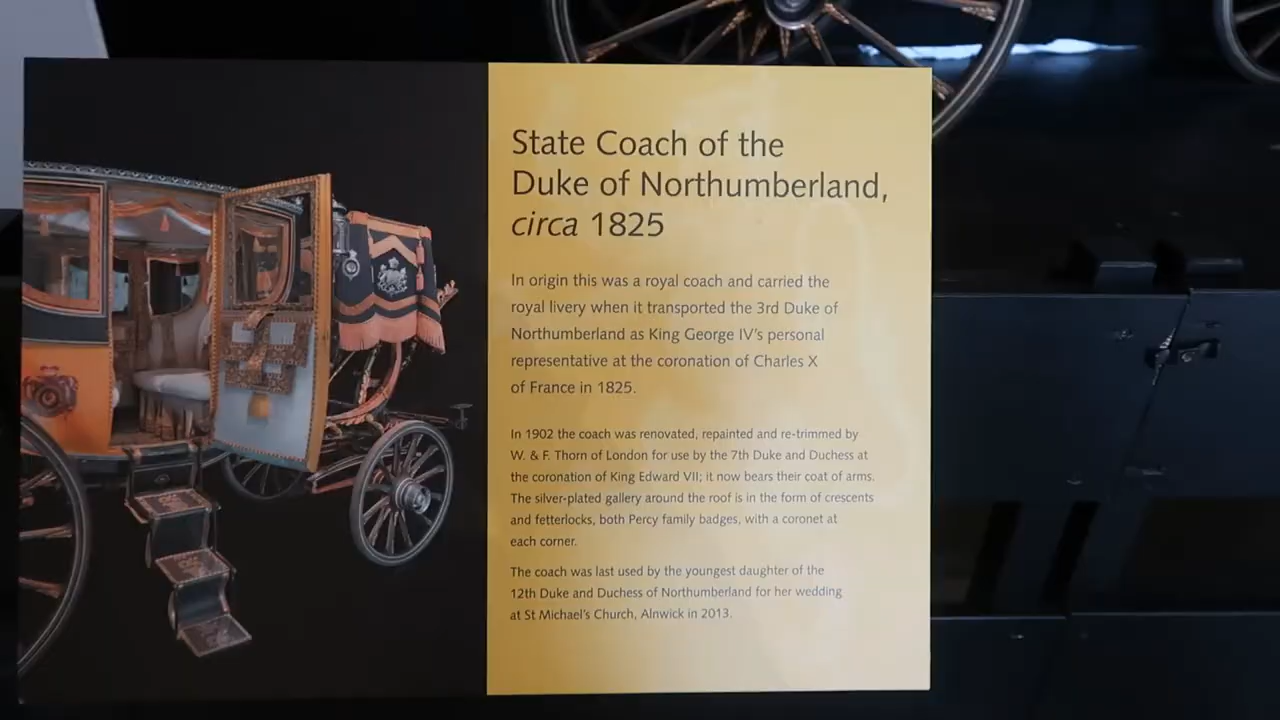 State Coach of the
Duke of Northumberland,
circa 1825
In origin this was a royal coach and carried the
royal livery when it transported the 3rd Duke of
Northumberland as King George IV's personal
representative at the coronation of Charles X
of France in 1825.
In 1902 the coach was renovated, repainted and re-trimmed by
W. & F. Thorn of London for use by the 7th Duke and Duchess at
the coronation of King Edward VII; it now bears their coat of arms.
The silver-plated gallery around the roof is in the form of crescents
and fetterlocks, both Percy family badges, with a coronet at
each corner.
The coach was last used by the youngest daughter of the
12th Duke and Duchess of Northumberland for her wedding
at St Michael's Church, Alnwick in 2013.